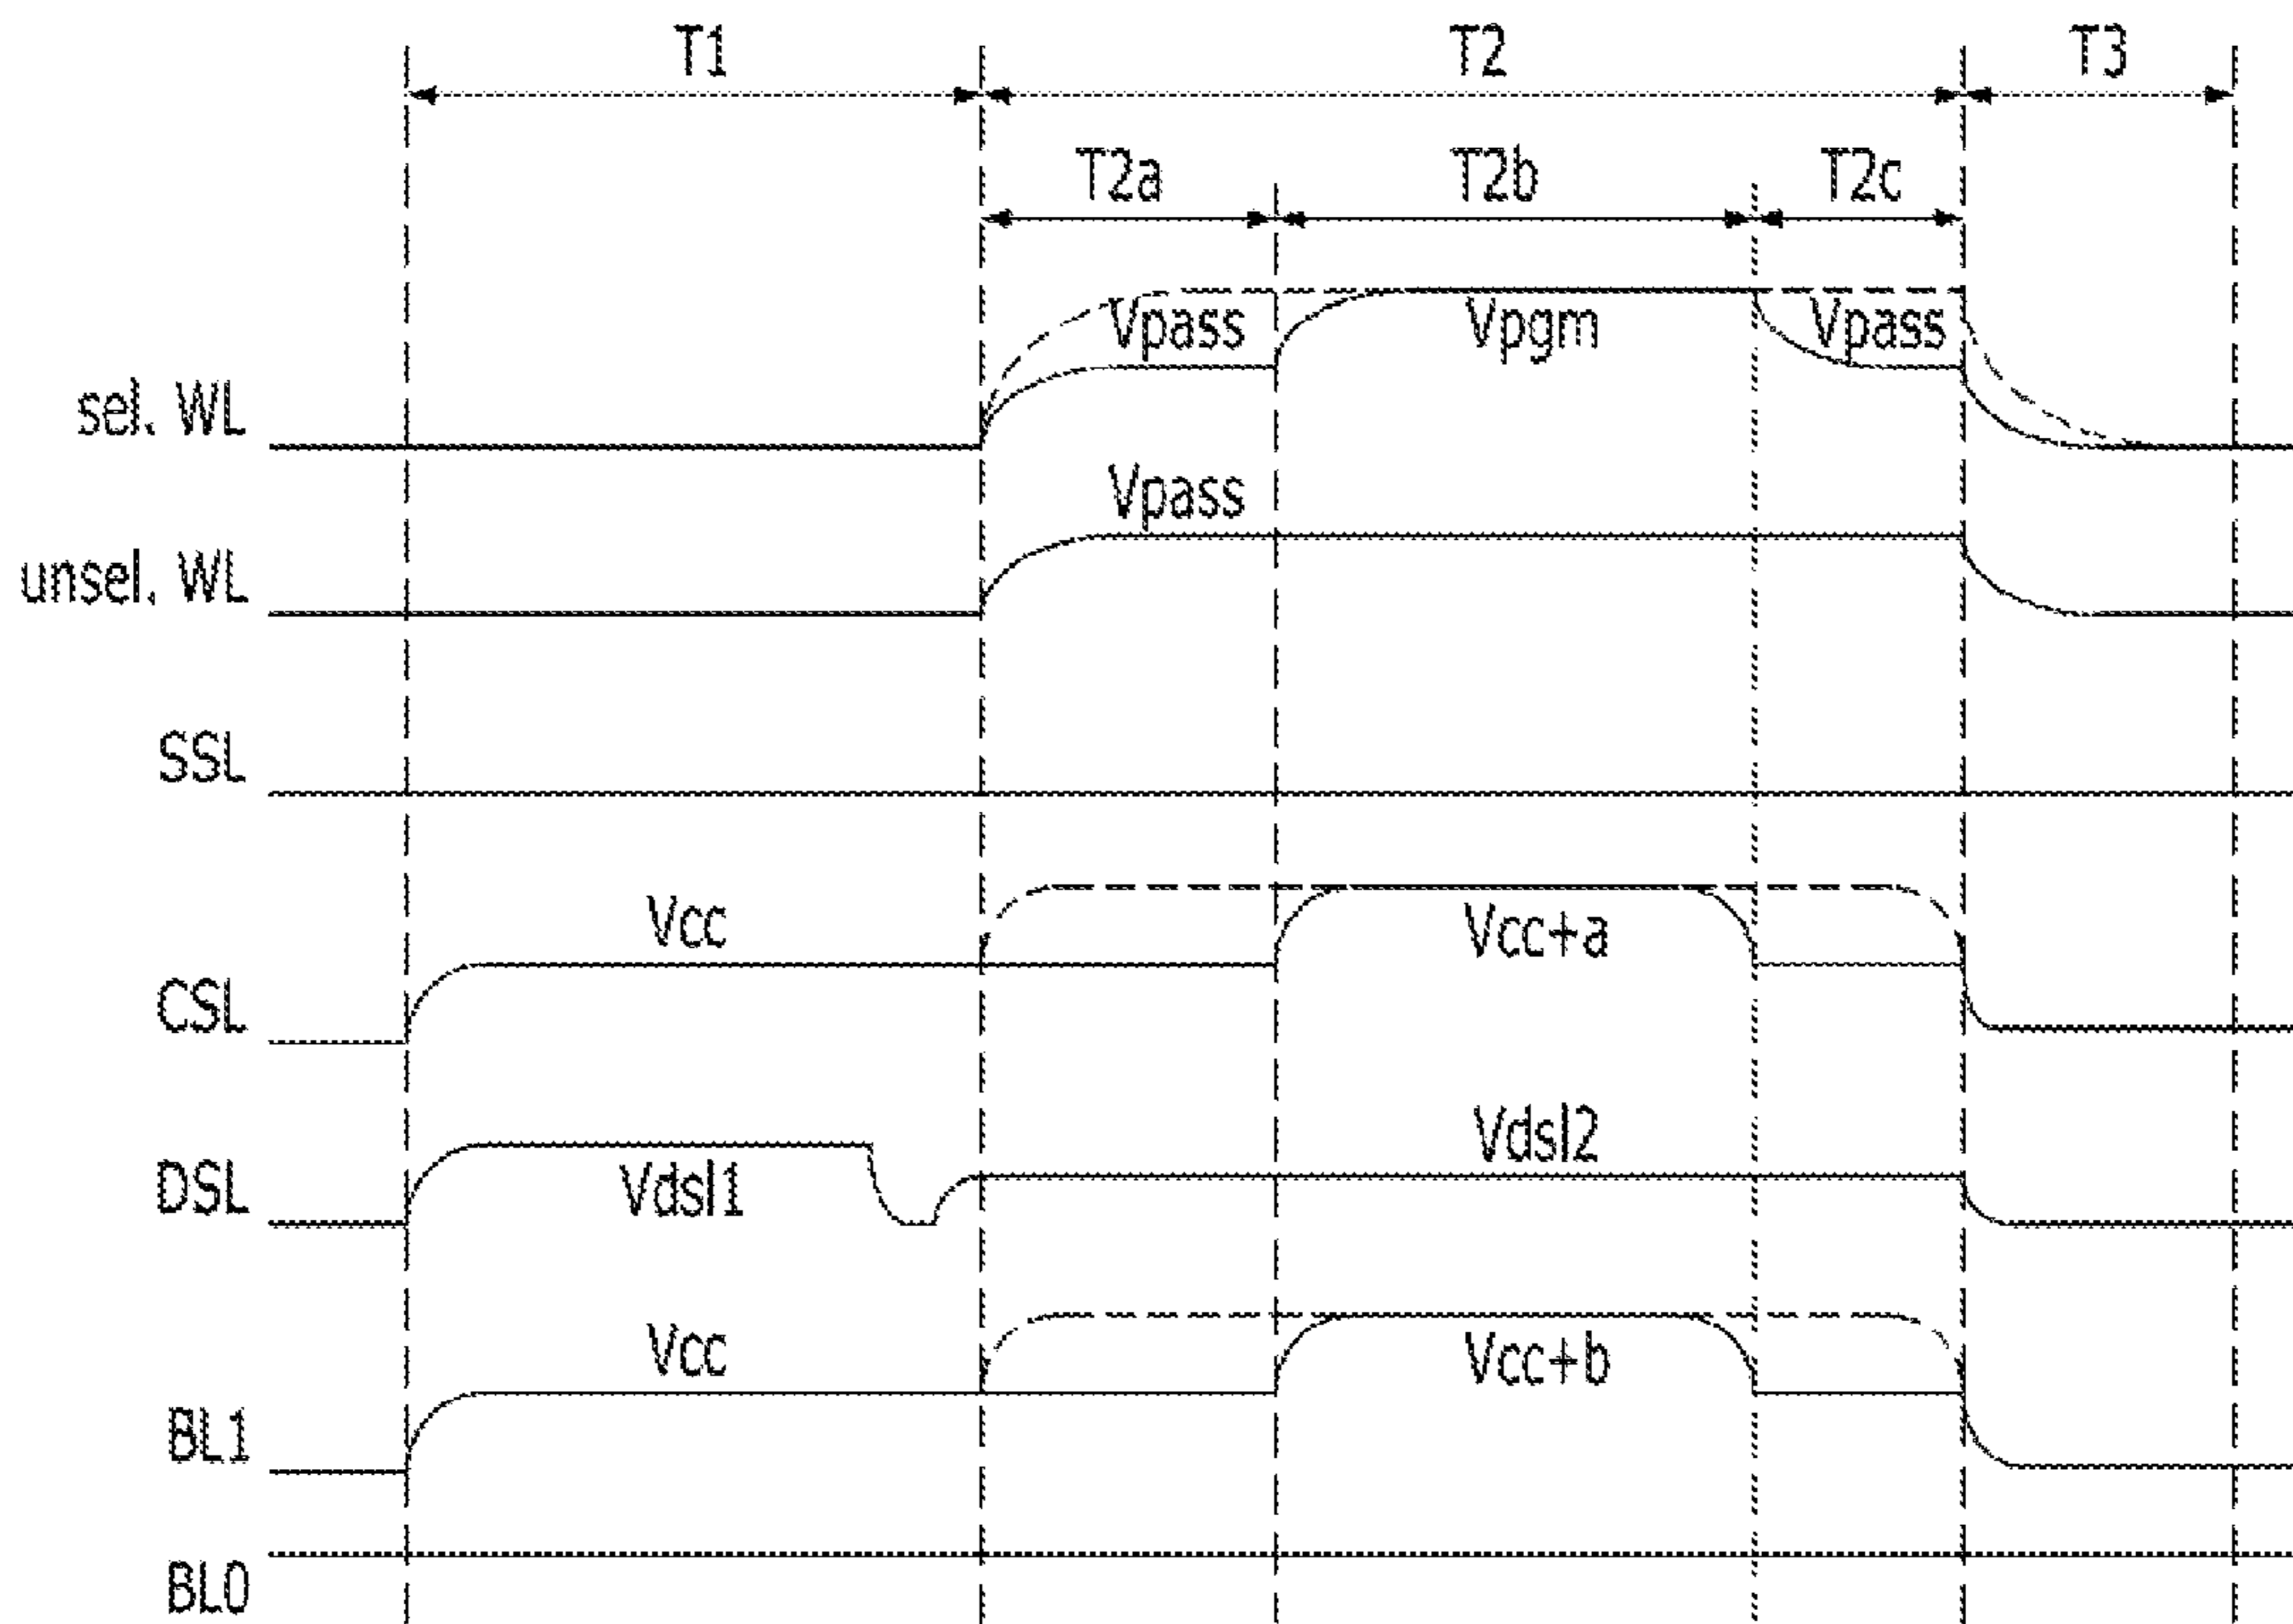 T1 T2 T3
T2a T2b T2c
Vpass Vpgm Vpass
sel. WL
Vpass
unsel. WL
SSL
Vcc Vcc+a
CSL
Vdsl2
DSL Vdsl1
Vcc Vcc+b
BL1
BL0